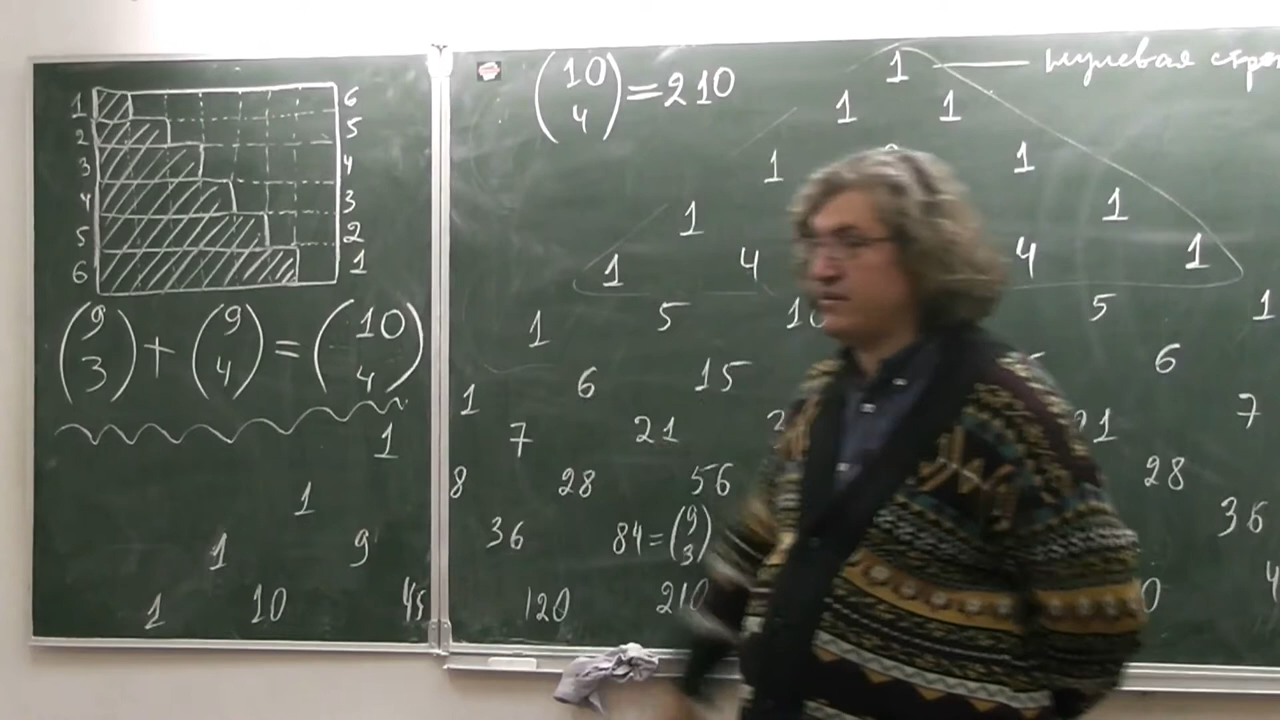 1 6
2 5
3 4
4 3
5 2
6 1
(9 3) + (9 4) = (10 4)
(10 4) = 210
1 — нулевая
1 1
1 1
1 1
1 4 4 1
1 5 10 5 1
1 6 15 6
1 7 21 21 7
1 8 28 56 28
1 9 36 84 = (9 3) 36
1 10 45 120 210